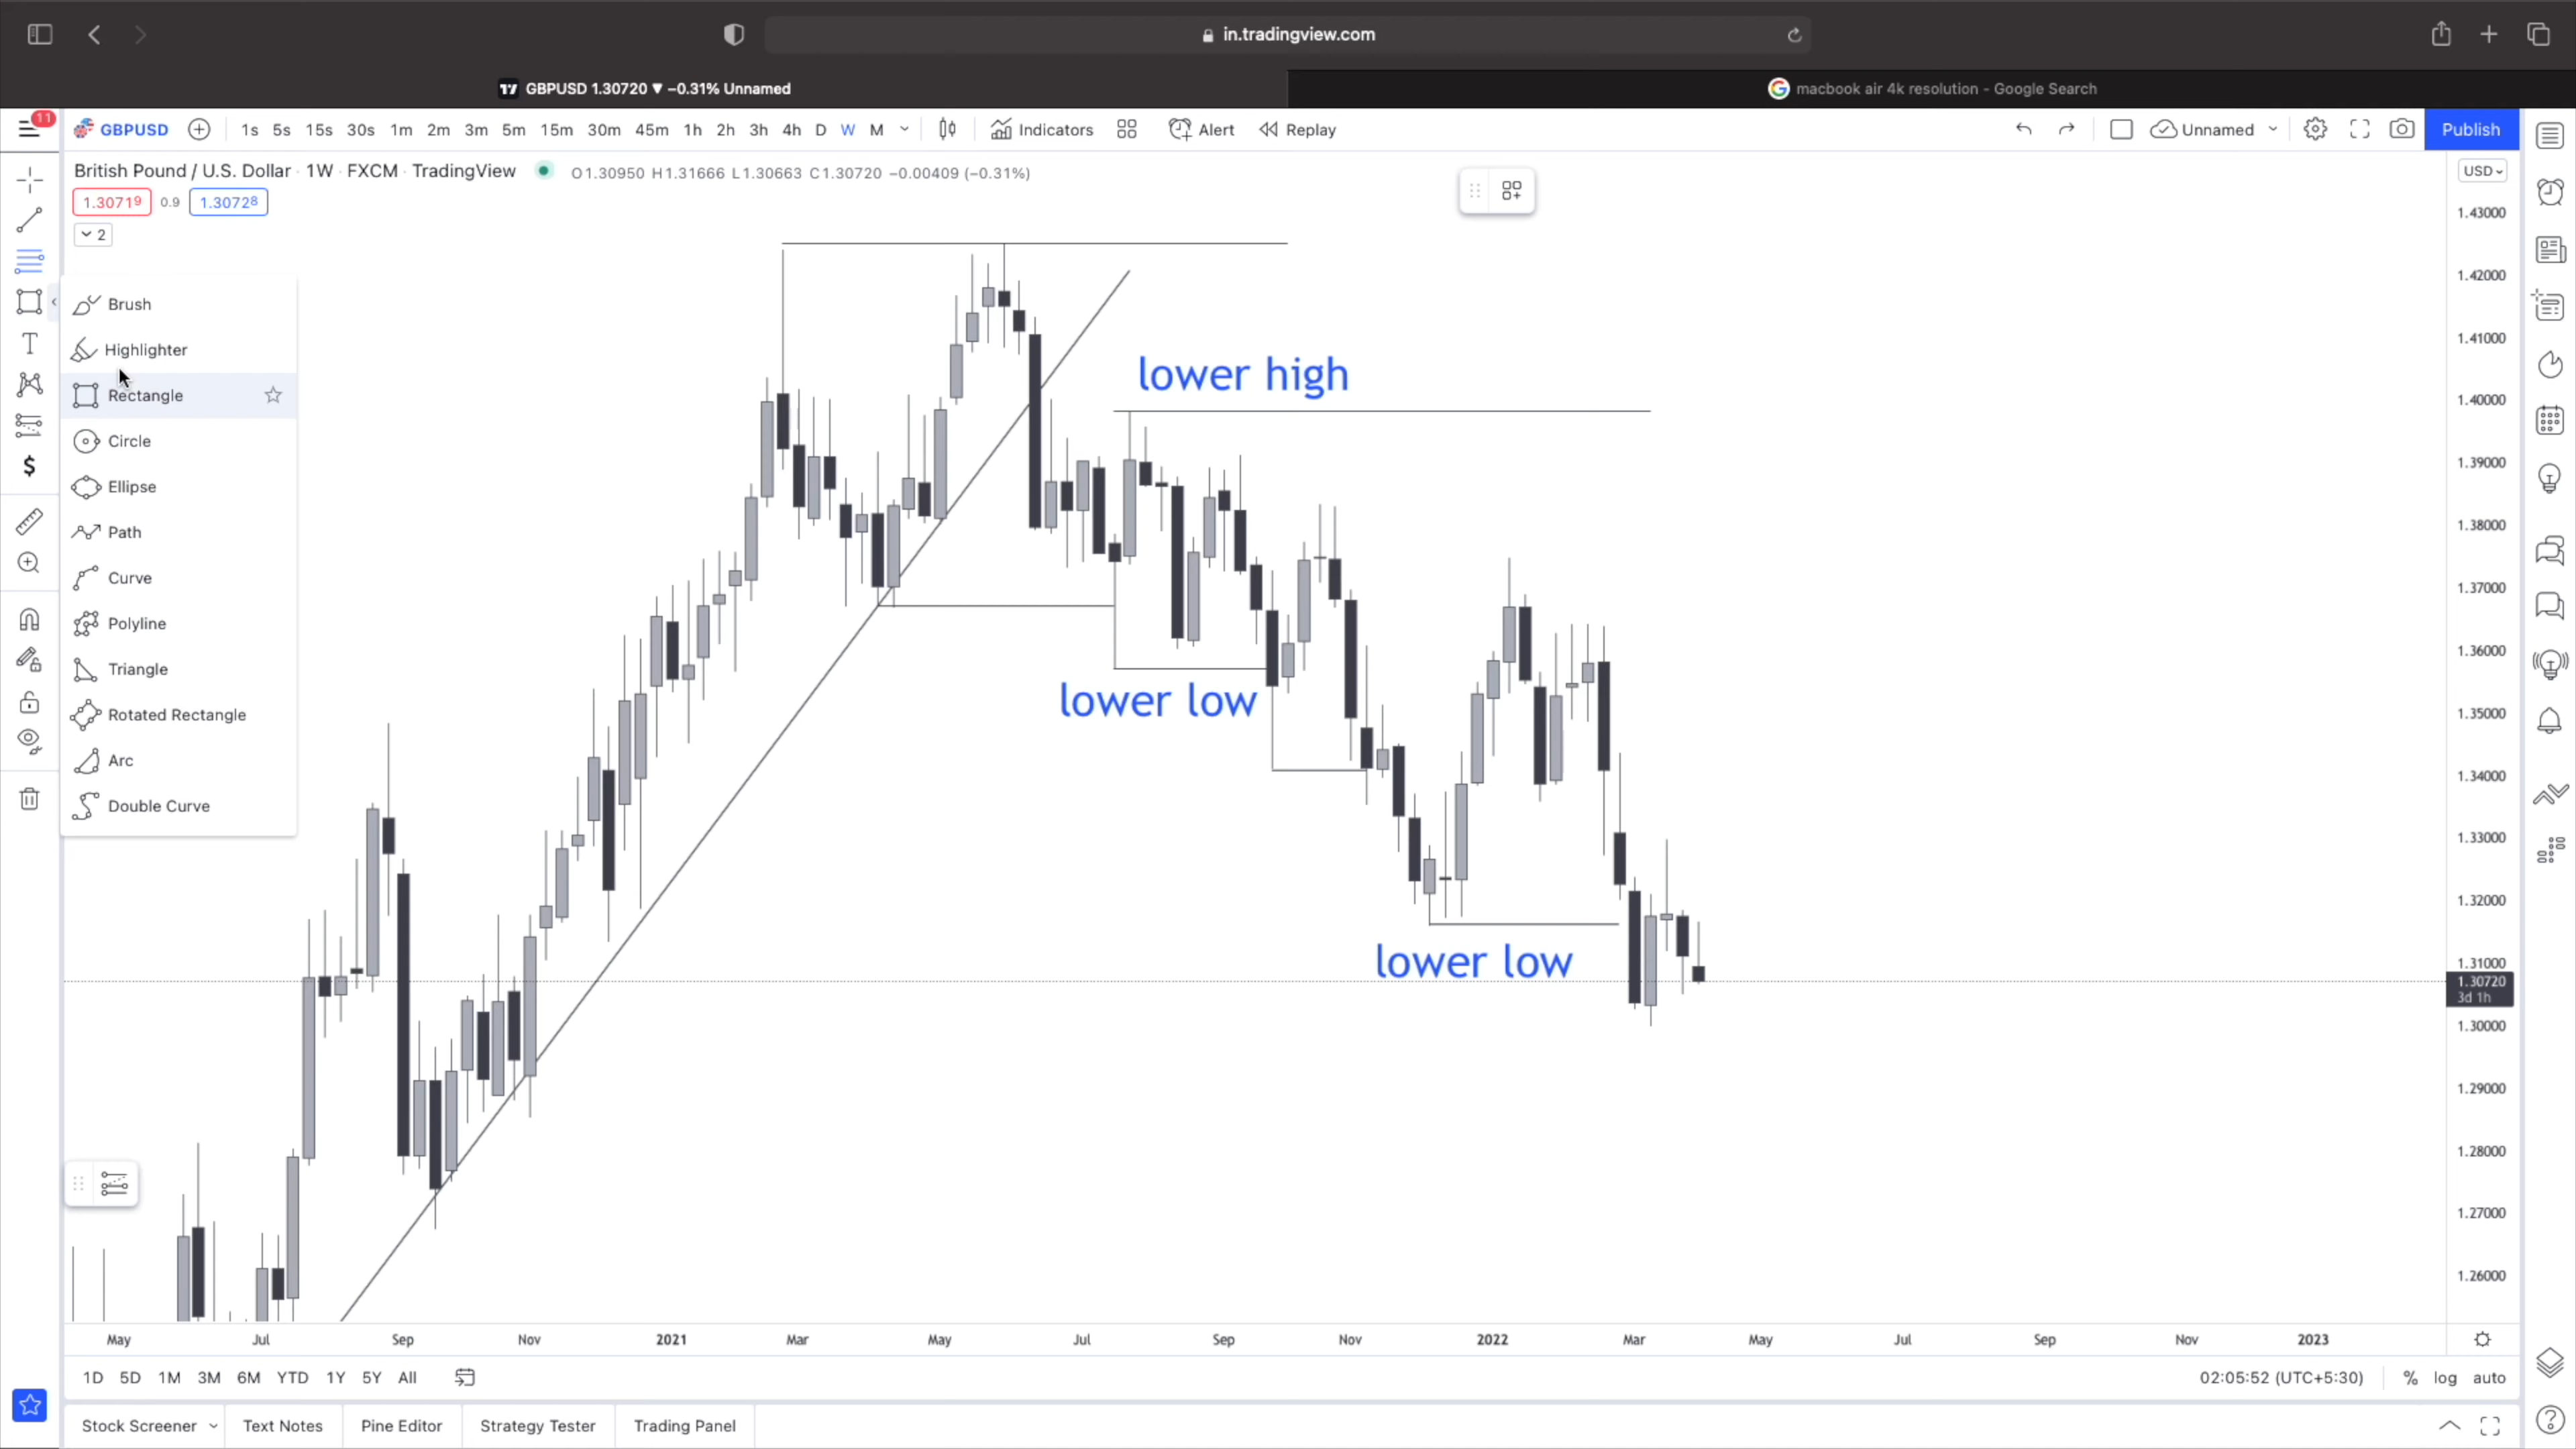 in.tradingview.com
GBPUSD 1.30720 ▼ −0.31% Unnamed
macbook air 4k resolution - Google Search
11
GBPUSD 1s 5s 15s 30s 1m 2m 3m 5m 15m 30m 45m 1h 2h 3h 4h D W M Indicators Alert Replay Unnamed Publish
British Pound / U.S. Dollar · 1W · FXCM · TradingView O1.30950 H1.31666 L1.30663 C1.30720 −0.00409 (−0.31%)
USD
1.30719 0.9 1.30728
2
Brush
Highlighter
Rectangle
Circle
Ellipse
Path
Curve
Polyline
Triangle
Rotated Rectangle
Arc
Double Curve
lower high
lower low
lower low
1.43000
1.42000
1.41000
1.40000
1.39000
1.38000
1.37000
1.36000
1.35000
1.34000
1.33000
1.32000
1.31000
1.30720
3d 1h
1.30000
1.29000
1.28000
1.27000
1.26000
May Jul Sep Nov 2021 Mar May Jul Sep Nov 2022 Mar May Jul Sep Nov 2023
1D 5D 1M 3M 6M YTD 1Y 5Y All 02:05:52 (UTC+5:30) % log auto
Stock Screener Text Notes Pine Editor Strategy Tester Trading Panel